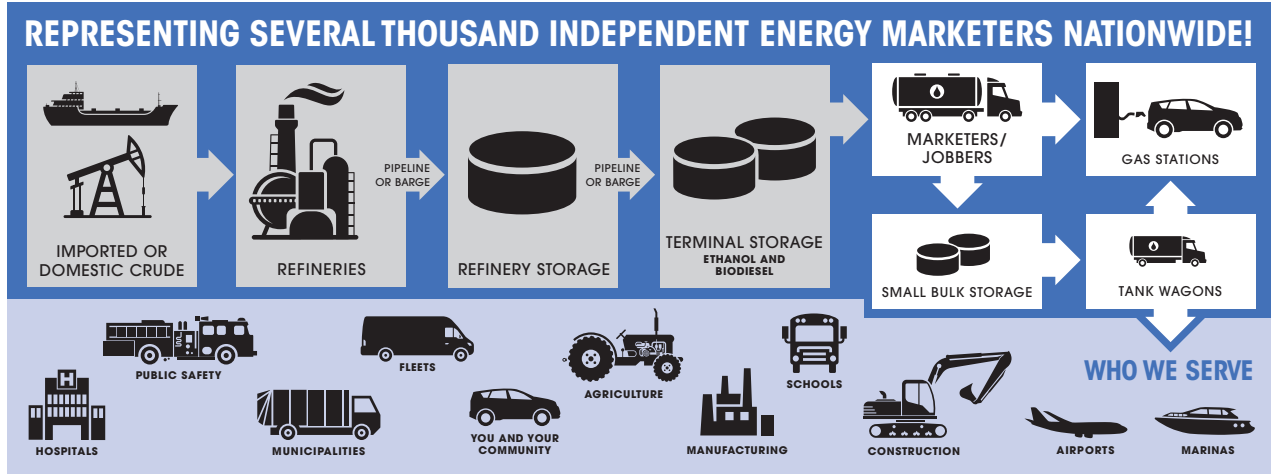 REPRESENTING SEVERAL THOUSAND INDEPENDENT ENERGY MARKETERS NATIONWIDE!
IMPORTED OR
DOMESTIC CRUDE
REFINERIES
PIPELINE
OR BARGE
REFINERY STORAGE
PIPELINE
OR BARGE
TERMINAL STORAGE
ETHANOL AND
BIODIESEL
MARKETERS/
JOBBERS
GAS STATIONS
SMALL BULK STORAGE
TANK WAGONS
WHO WE SERVE
H
HOSPITALS
PUBLIC SAFETY
MUNICIPALITIES
FLEETS
YOU AND YOUR
COMMUNITY
AGRICULTURE
MANUFACTURING
SCHOOLS
CONSTRUCTION
AIRPORTS
MARINAS